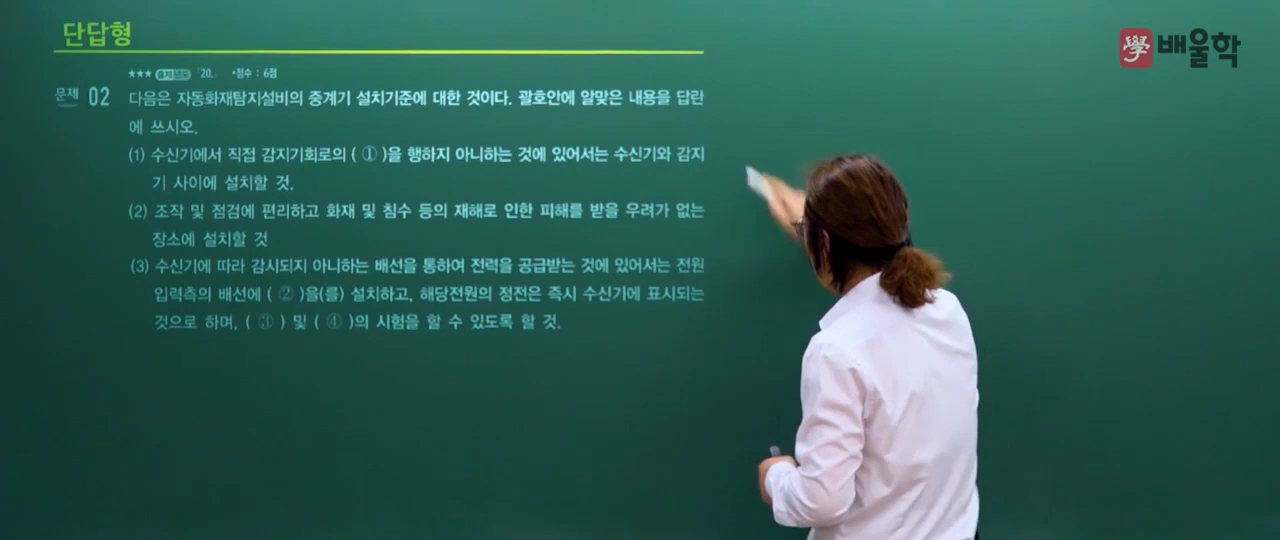 단답형
學 배울학
★★★ 출제년도 '20. •점수 : 6점
문제 02 다음은 자동화재탐지설비의 중계기 설치기준에 대한 것이다. 괄호안에 알맞은 내용을 답란
에 쓰시오.
(1) 수신기에서 직접 감지기회로의 ( ① )을 행하지 아니하는 것에 있어서는 수신기와 감지
기 사이에 설치할 것.
(2) 조작 및 점검에 편리하고 화재 및 침수 등의 재해로 인한 피해를 받을 우려가 없는
장소에 설치할 것
(3) 수신기에 따라 감시되지 아니하는 배선을 통하여 전력을 공급받는 것에 있어서는 전원
입력측의 배선에 ( ② )을(를) 설치하고, 해당전원의 정전은 즉시 수신기에 표시되는
것으로 하며, ( ③ ) 및 ( ④ )의 시험을 할 수 있도록 할 것.